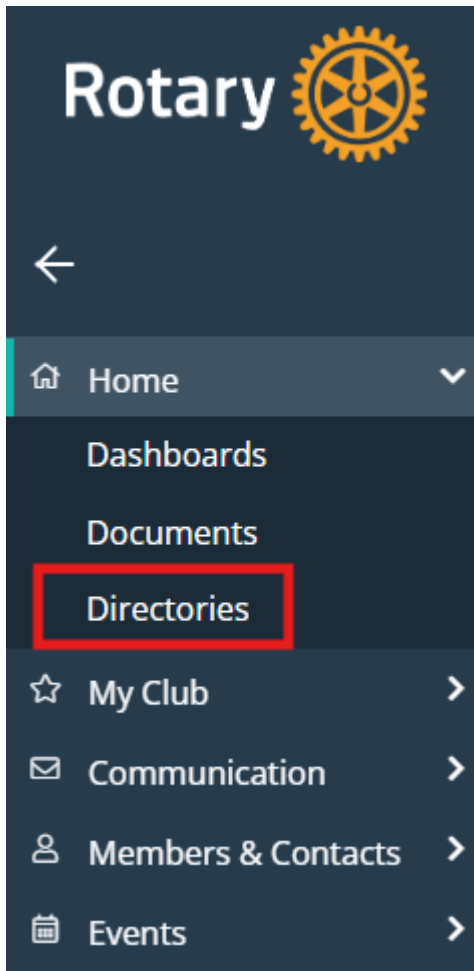 Rotary
Home
Dashboards
Documents
Directories
My Club
Communication
Members & Contacts
Events